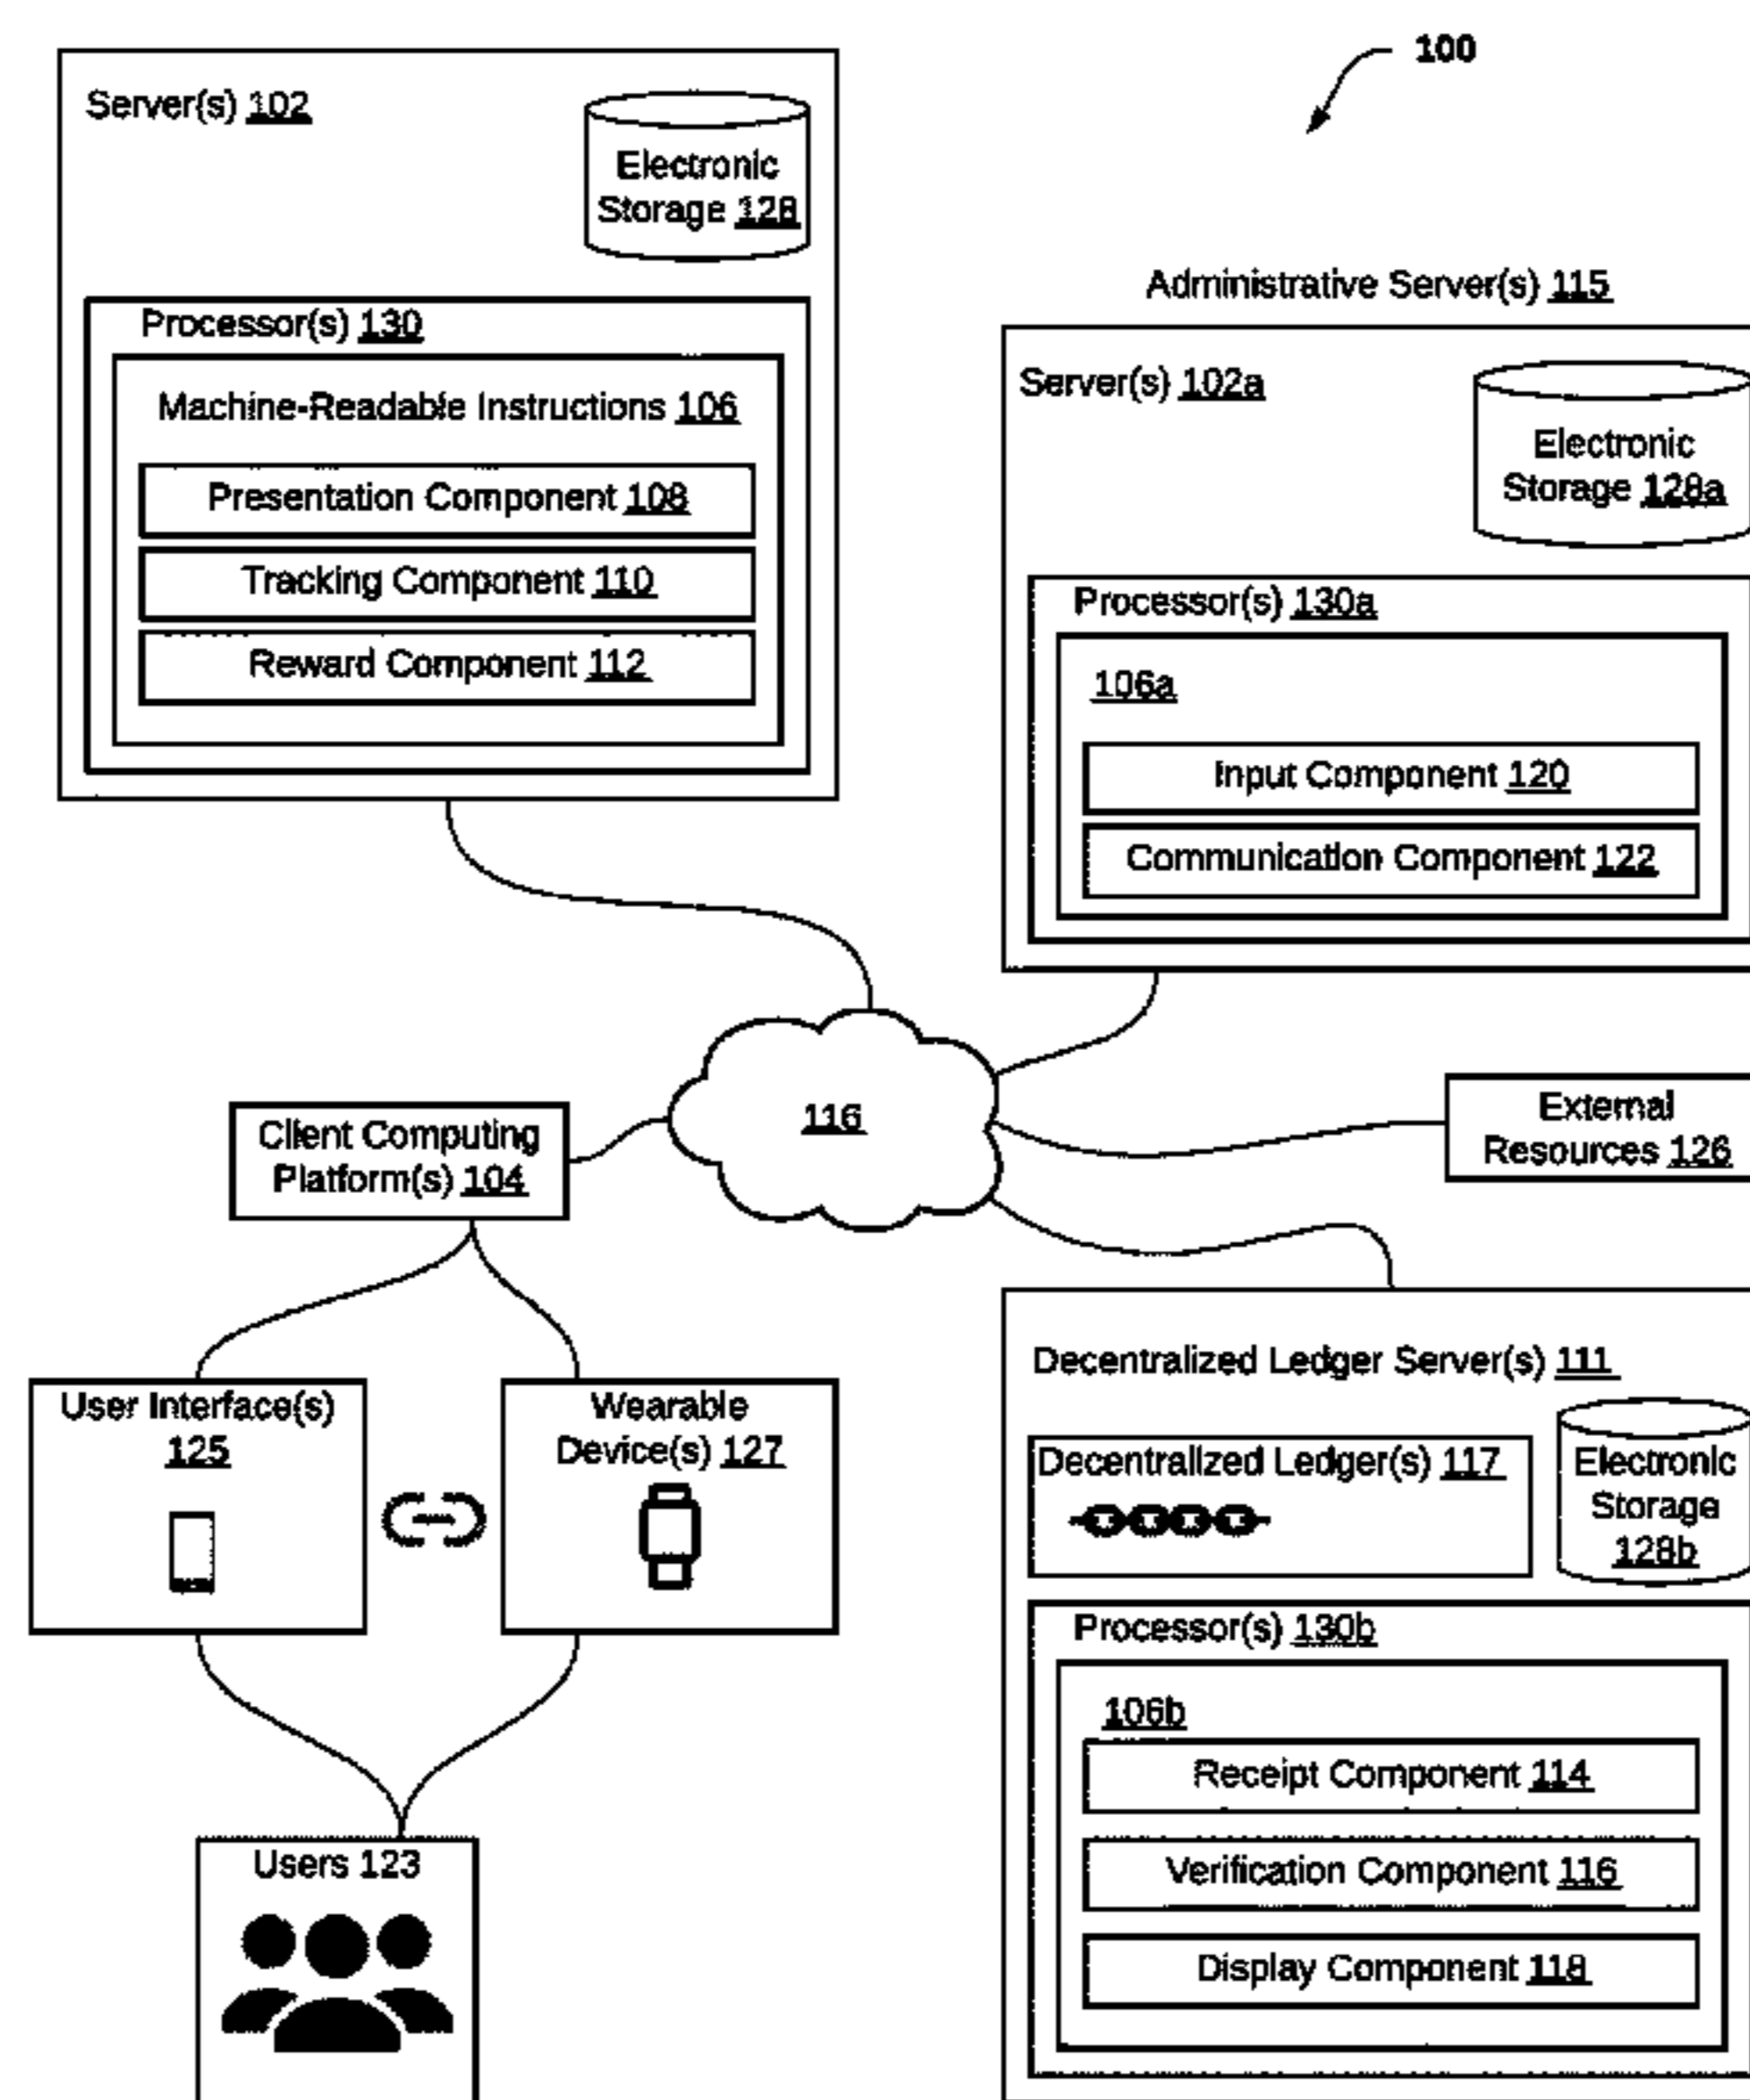 100
Server(s) 102
Electronic
Storage 128
Processor(s) 130
Machine-Readable Instructions 106
Presentation Component 108
Tracking Component 110
Reward Component 112
Administrative Server(s) 115
Server(s) 102a
Electronic
Storage 128a
Processor(s) 130a
106a
Input Component 120
Communication Component 122
116
Client Computing
Platform(s) 104
External
Resources 126
User Interface(s)
125
Wearable
Device(s) 127
Users 123
Decentralized Ledger Server(s) 111
Decentralized Ledger(s) 117
Electronic
Storage
128b
Processor(s) 130b
106b
Receipt Component 114
Verification Component 116
Display Component 118